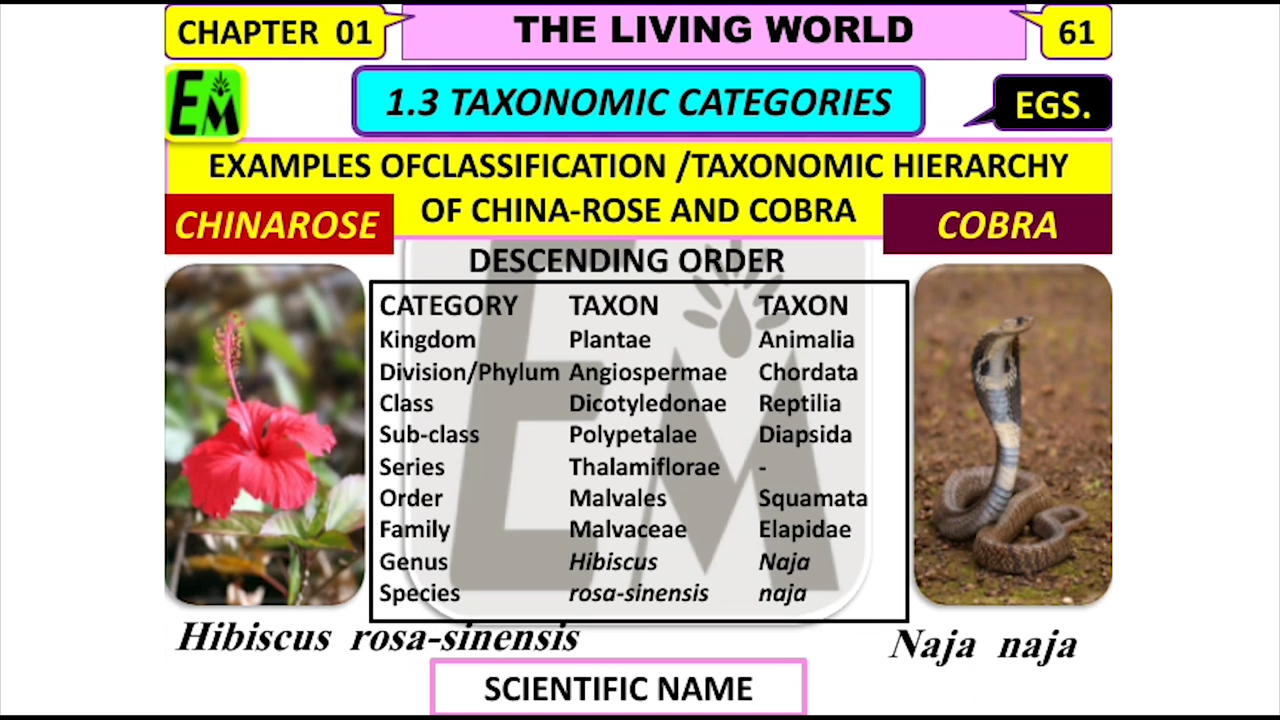 CHAPTER 01
THE LIVING WORLD
61
EM
1.3 TAXONOMIC CATEGORIES
EGS.
EXAMPLES OFCLASSIFICATION /TAXONOMIC HIERARCHY
OF CHINA-ROSE AND COBRA
CHINAROSE
COBRA
DESCENDING ORDER
CATEGORY TAXON TAXON
Kingdom Plantae Animalia
Division/Phylum Angiospermae Chordata
Class Dicotyledonae Reptilia
Sub-class Polypetalae Diapsida
Series Thalamiflorae -
Order Malvales Squamata
Family Malvaceae Elapidae
Genus Hibiscus Naja
Species rosa-sinensis naja
Hibiscus rosa-sinensis
Naja naja
SCIENTIFIC NAME